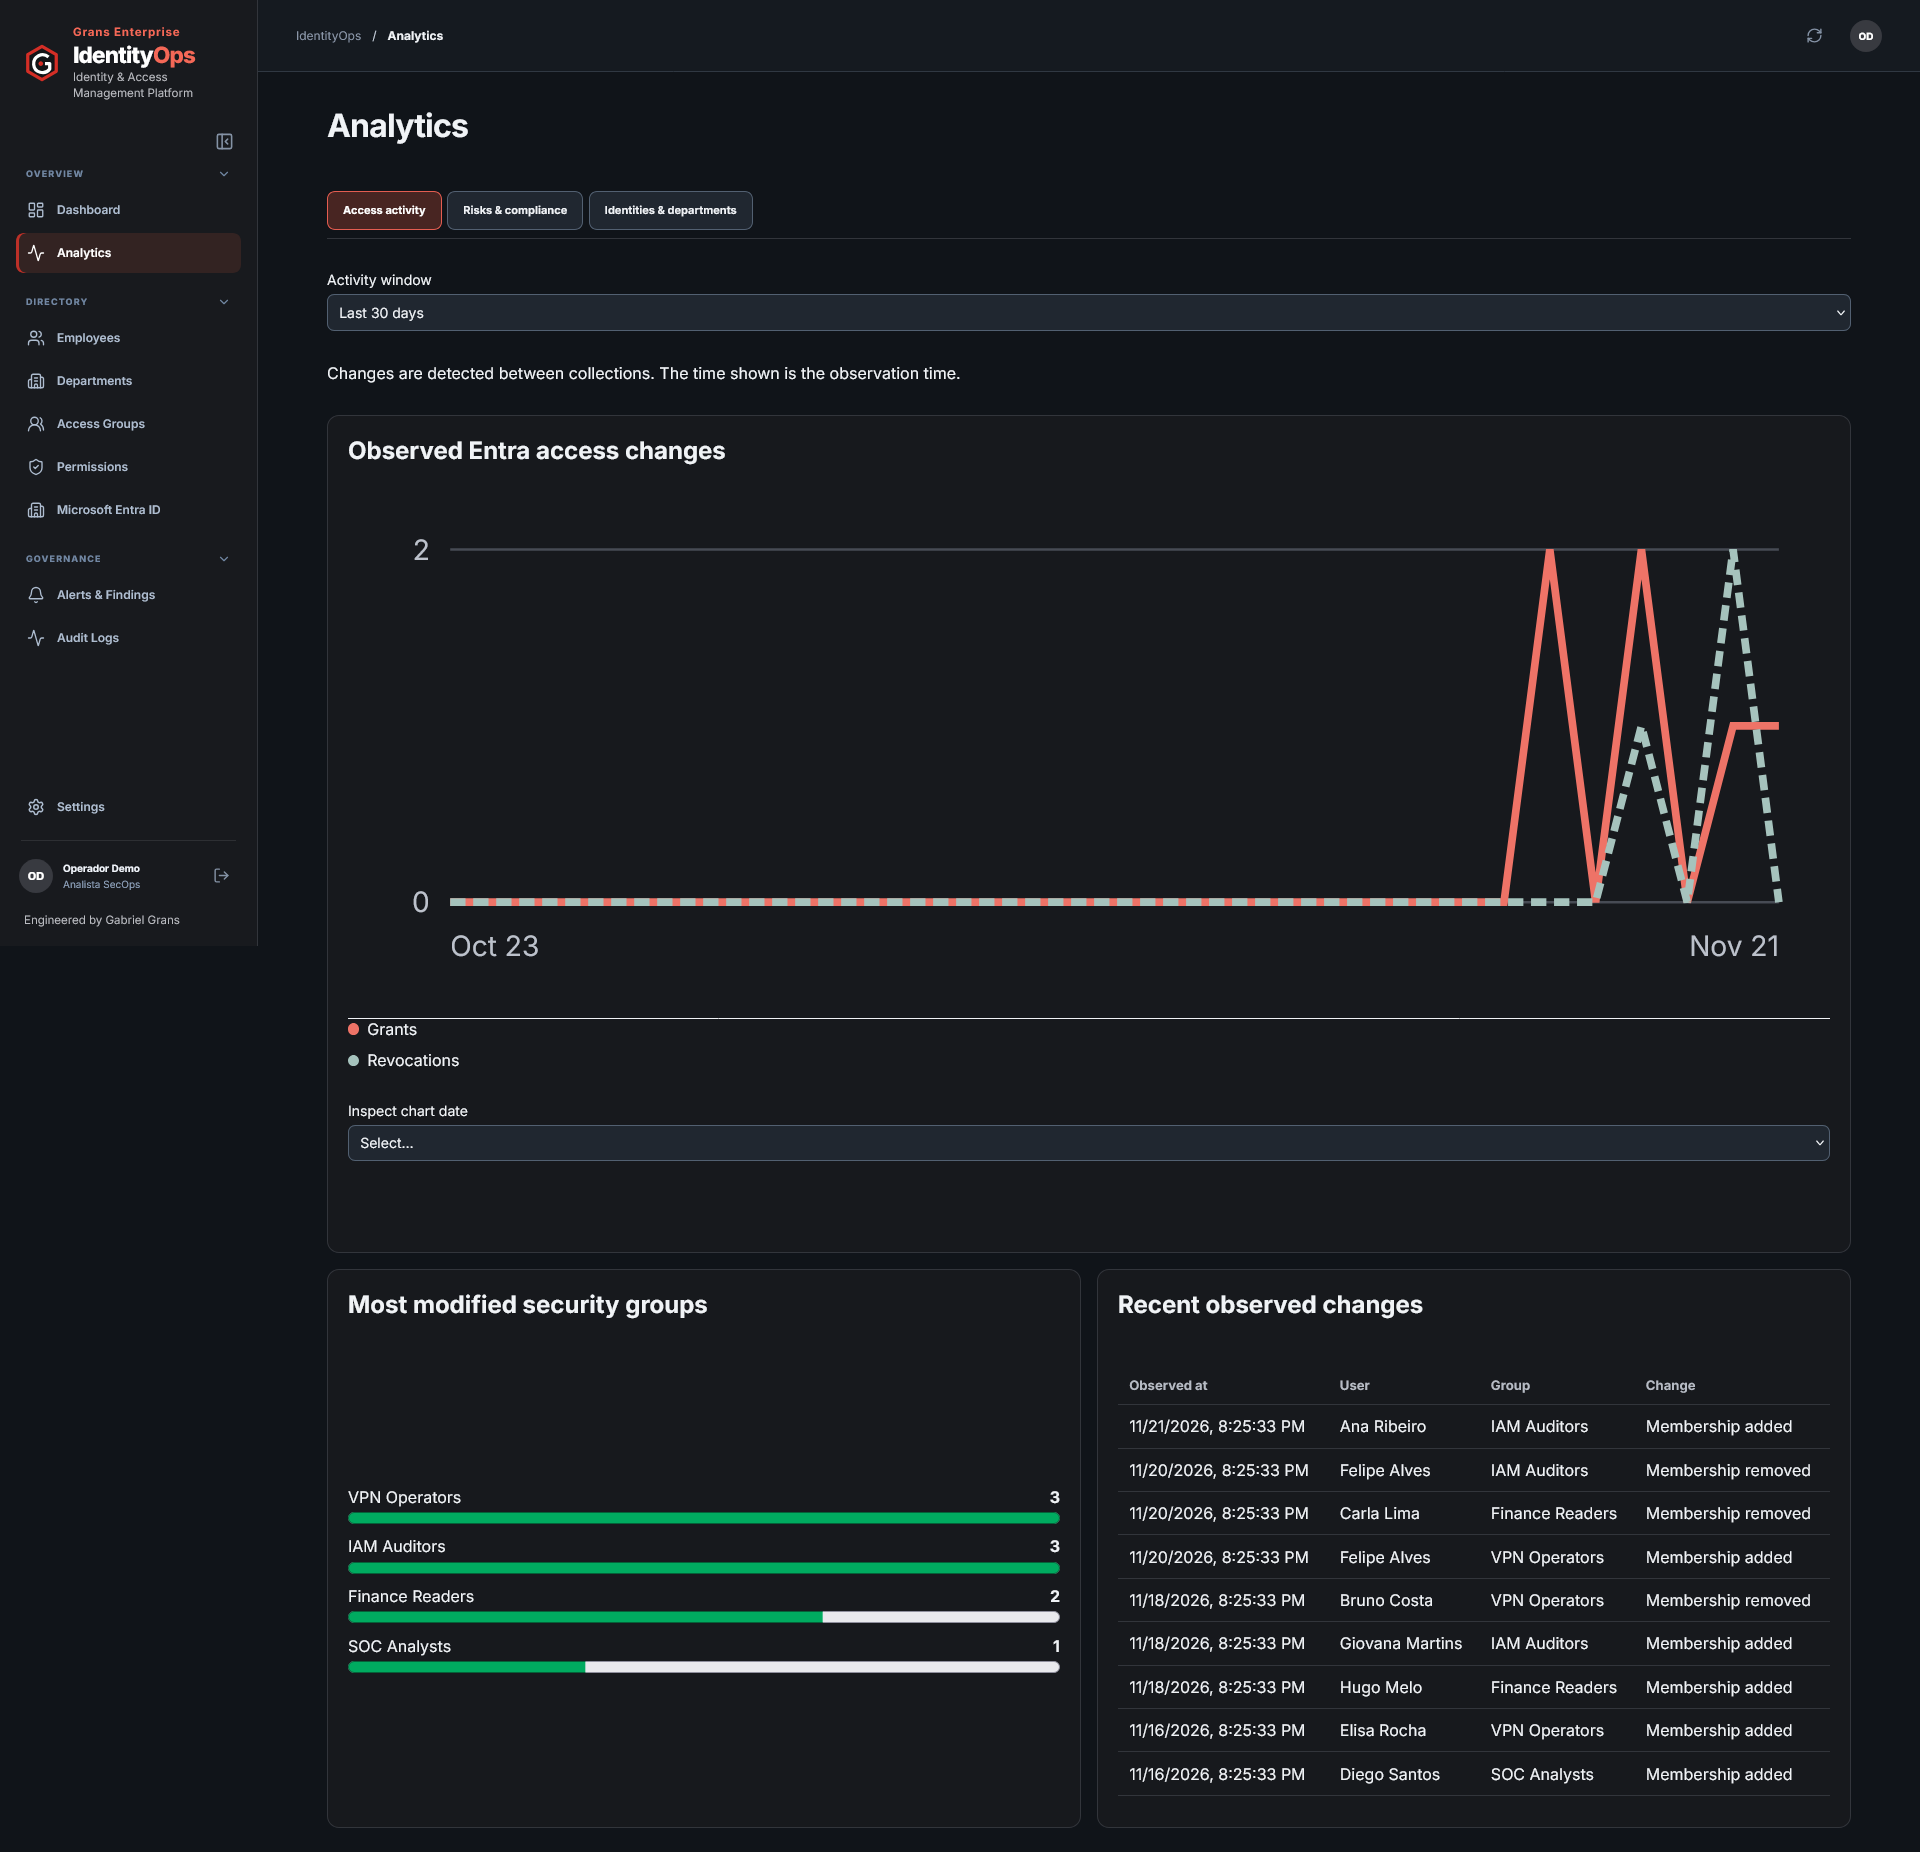 Grans Enterprise
IdentityOps
Identity & Access
Management Platform
OVERVIEW
Dashboard
Analytics
DIRECTORY
Employees
Departments
Access Groups
Permissions
Microsoft Entra ID
GOVERNANCE
Alerts & Findings
Audit Logs
Settings
OD
Operador Demo
Analista SecOps
Engineered by Gabriel Grans
IdentityOps / Analytics
OD
Analytics
Access activity
Risks & compliance
Identities & departments
Activity window
Last 30 days
Changes are detected between collections. The time shown is the observation time.
Observed Entra access changes
2
0
Oct 23
Nov 21
Grants
Revocations
Inspect chart date
Select...
Most modified security groups
VPN Operators 3
IAM Auditors 3
Finance Readers 2
SOC Analysts 1
Recent observed changes
Observed at User Group Change
11/21/2026, 8:25:33 PM Ana Ribeiro IAM Auditors Membership added
11/20/2026, 8:25:33 PM Felipe Alves IAM Auditors Membership removed
11/20/2026, 8:25:33 PM Carla Lima Finance Readers Membership removed
11/20/2026, 8:25:33 PM Felipe Alves VPN Operators Membership added
11/18/2026, 8:25:33 PM Bruno Costa VPN Operators Membership removed
11/18/2026, 8:25:33 PM Giovana Martins IAM Auditors Membership added
11/18/2026, 8:25:33 PM Hugo Melo Finance Readers Membership added
11/16/2026, 8:25:33 PM Elisa Rocha VPN Operators Membership added
11/16/2026, 8:25:33 PM Diego Santos SOC Analysts Membership added